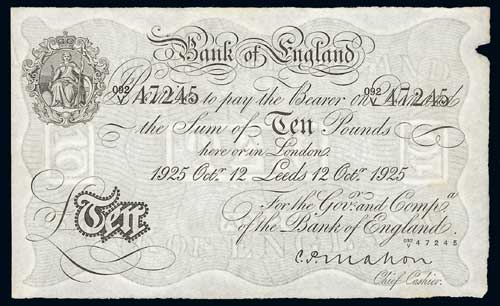 Bank of England
092/V 47245 to pay the Bearer on 092/V 47245
the Sum of Ten Pounds
here or in London.
1925 Octr. 12 Leeds 12 Octr. 1925
For the Govr. and Compa.
of the Bank of England.
092/V 47245
£Ten
C.P. Mahon
Chief Cashier.